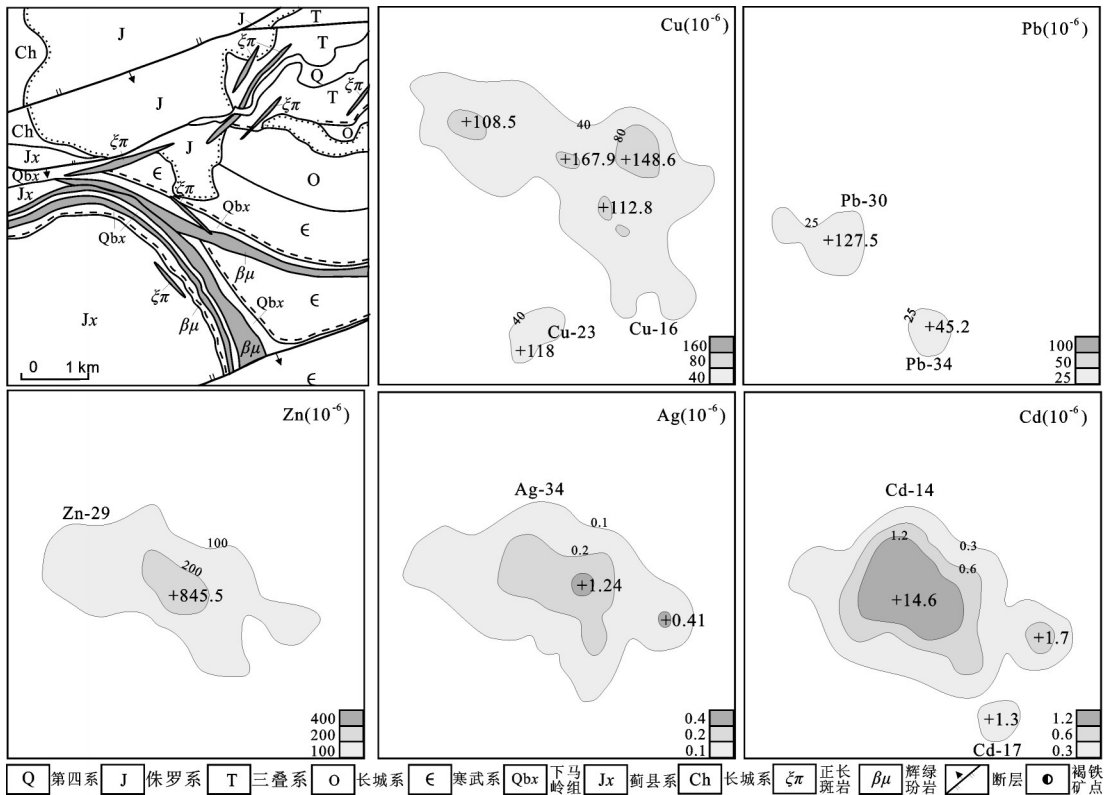 J
T
J
T
Ch
ξπ
Q
ξπ
T
J
ξπ
O
Ch
ξπ
J
Jx
Qbx
Є
O
Jx
ξπ
Qbx
Qbx
Є
βμ
ξπ
Qbx
Є
Jx
βμ
βμ
0 1 km
Є
Cu(10⁻⁶)
+108.5
40
80
+167.9
+148.6
+112.8
40
Cu-23
Cu-16
+118
160
80
40
Pb(10⁻⁶)
Pb-30
25
+127.5
25
+45.2
Pb-34
100
50
25
Zn(10⁻⁶)
Zn-29
100
200
+845.5
400
200
100
Ag(10⁻⁶)
Ag-34
0.1
0.2
+1.24
+0.41
0.4
0.2
0.1
Cd(10⁻⁶)
Cd-14
1.2
0.3
0.6
+14.6
+1.7
+1.3
Cd-17
1.2
0.6
0.3
Q 第四系 J 侏罗系 T 三叠系 O 长城系 Є 寒武系 Qbx 下马岭组 Jx 蓟县系 Ch 长城系 ξπ 正长斑岩 βμ 辉绿玢岩 断层 褐铁矿点